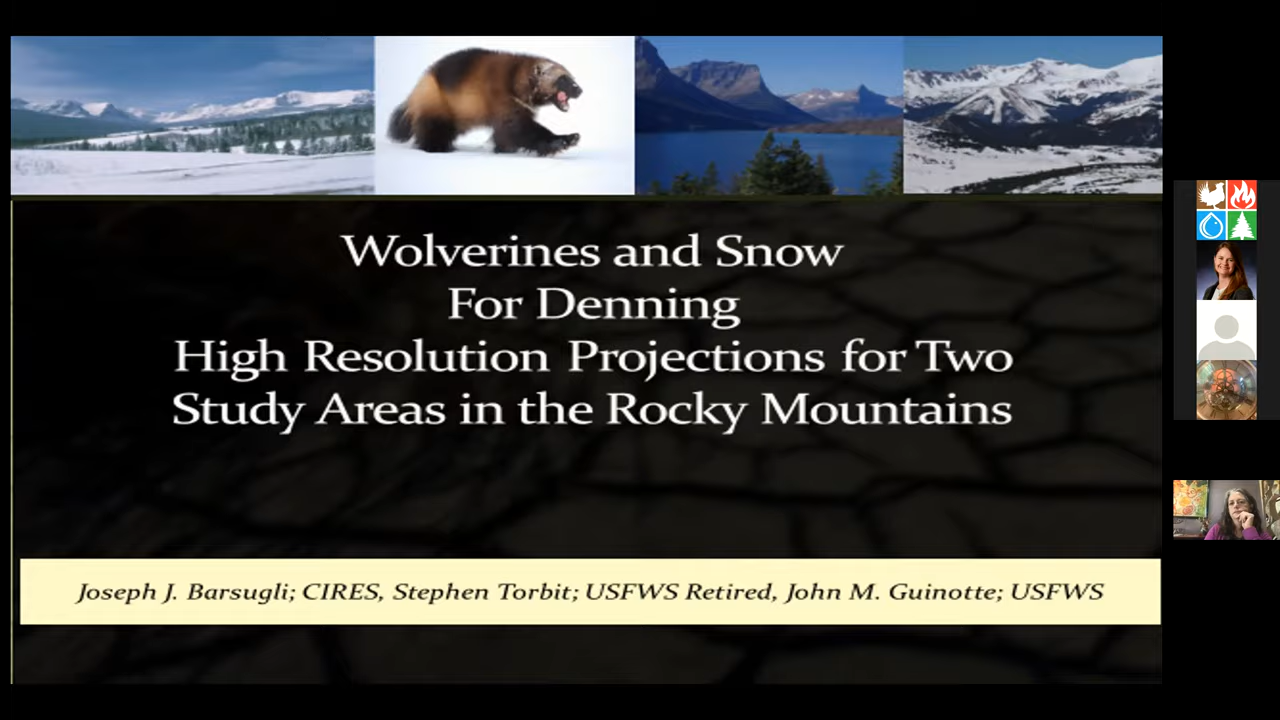 Wolverines and Snow
For Denning
High Resolution Projections for Two
Study Areas in the Rocky Mountains
Joseph J. Barsugli; CIRES, Stephen Torbit; USFWS Retired, John M. Guinotte; USFWS